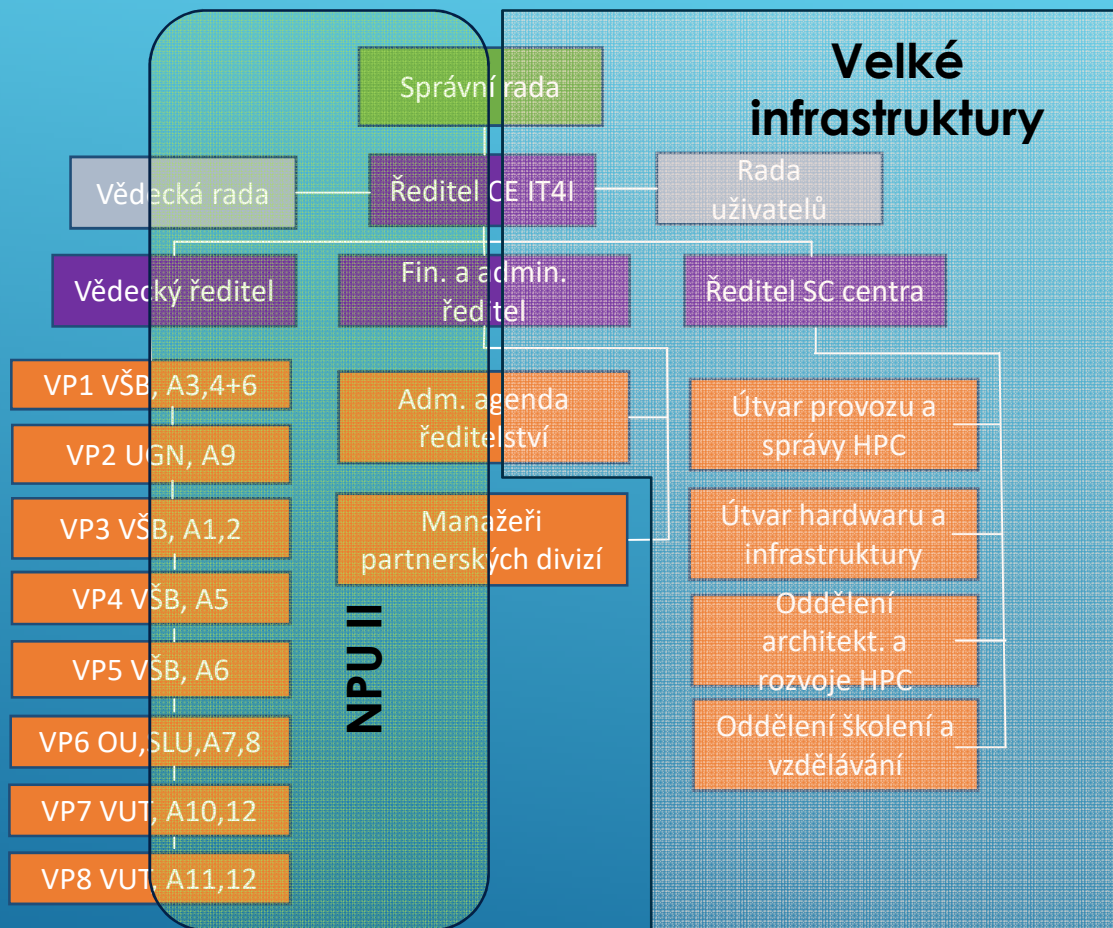 Velké
infrastruktury
Správní rada
Vědecká rada
Ředitel CE IT4I
Rada
uživatelů
Vědecký ředitel
Fin. a admin.
ředitel
Ředitel SC centra
VP1 VŠB, A3,4+6
VP2 UGN, A9
VP3 VŠB, A1,2
VP4 VŠB, A5
VP5 VŠB, A6
VP6 OU,SLU,A7,8
VP7 VUT, A10,12
VP8 VUT, A11,12
Adm. agenda
ředitelství
Manažeři
partnerských divizí
NPU II
Útvar provozu a
správy HPC
Útvar hardwaru a
infrastruktury
Oddělení
architekt. a
rozvoje HPC
Oddělení školení a
vzdělávání